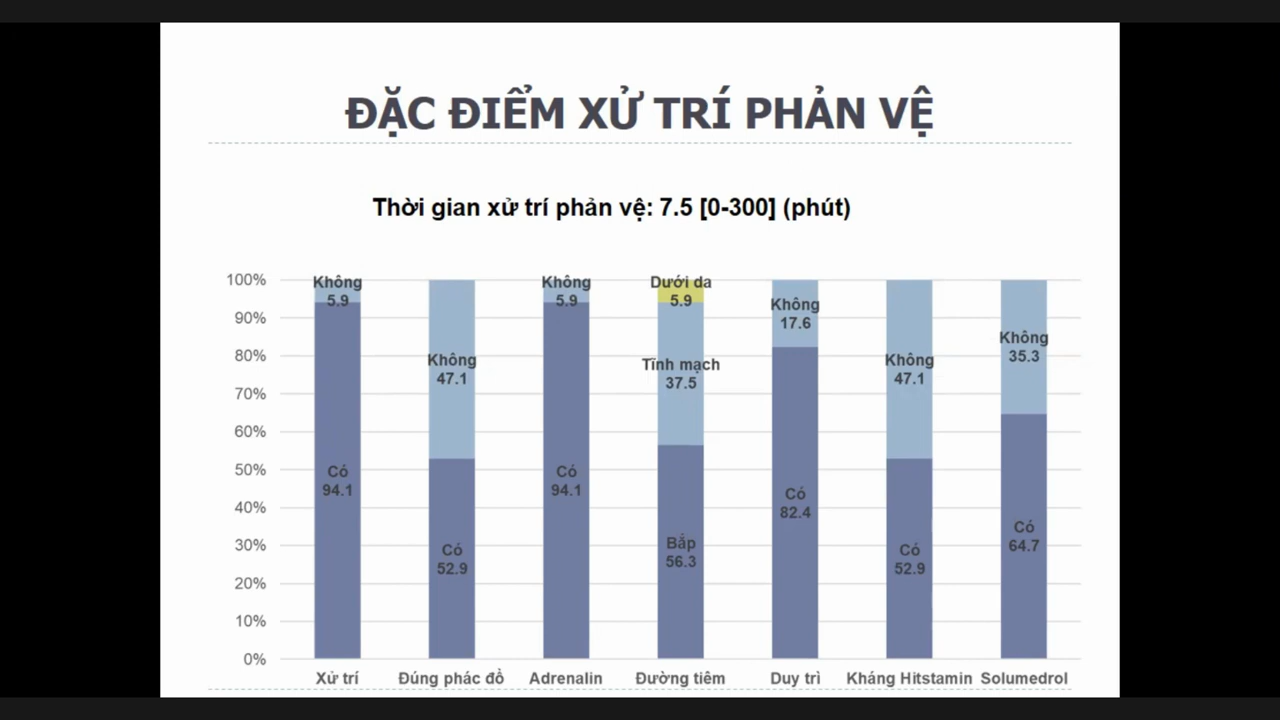 ĐẶC ĐIỂM XỬ TRÍ PHẢN VỆ
Thời gian xử trí phản vệ: 7.5 [0-300] (phút)
100%
90%
80%
70%
60%
50%
40%
30%
20%
10%
0%
Không
5.9
Có
94.1
Không
47.1
Có
52.9
Không
5.9
Có
94.1
Dưới da
5.9
Tĩnh mạch
37.5
Bắp
56.3
Không
17.6
Có
82.4
Không
47.1
Có
52.9
Không
35.3
Có
64.7
Xử trí
Đúng phác đồ
Adrenalin
Đường tiêm
Duy trì
Kháng Hitstamin
Solumedrol